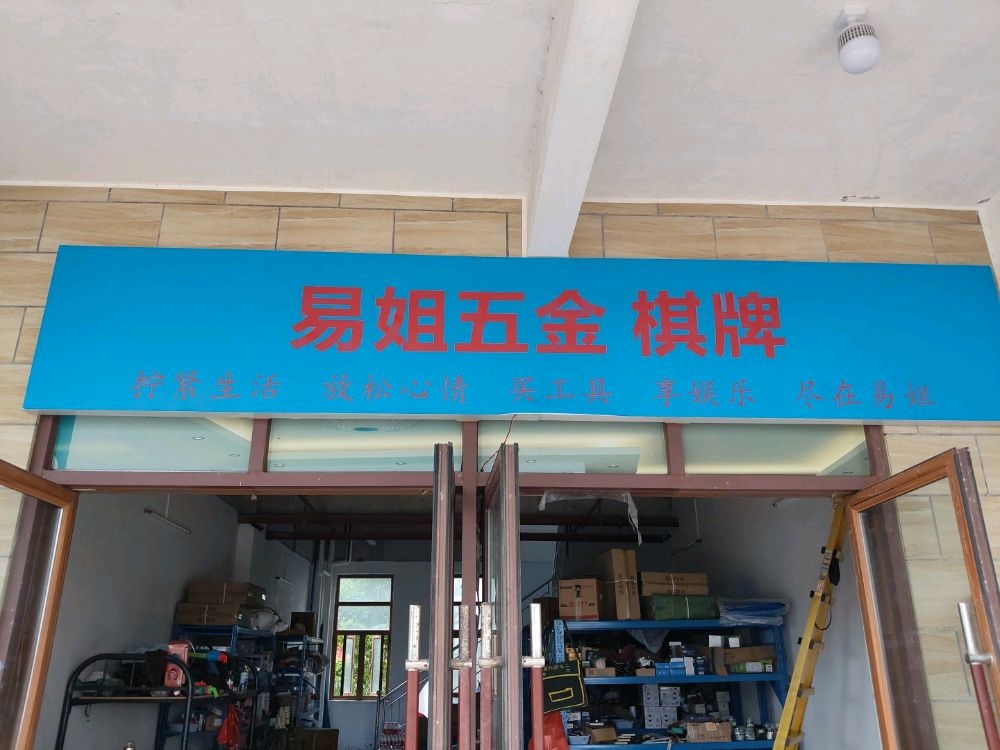 易姐五金 棋牌
拧紧生活 放松心情 买工具 享娱乐 尽在易姐